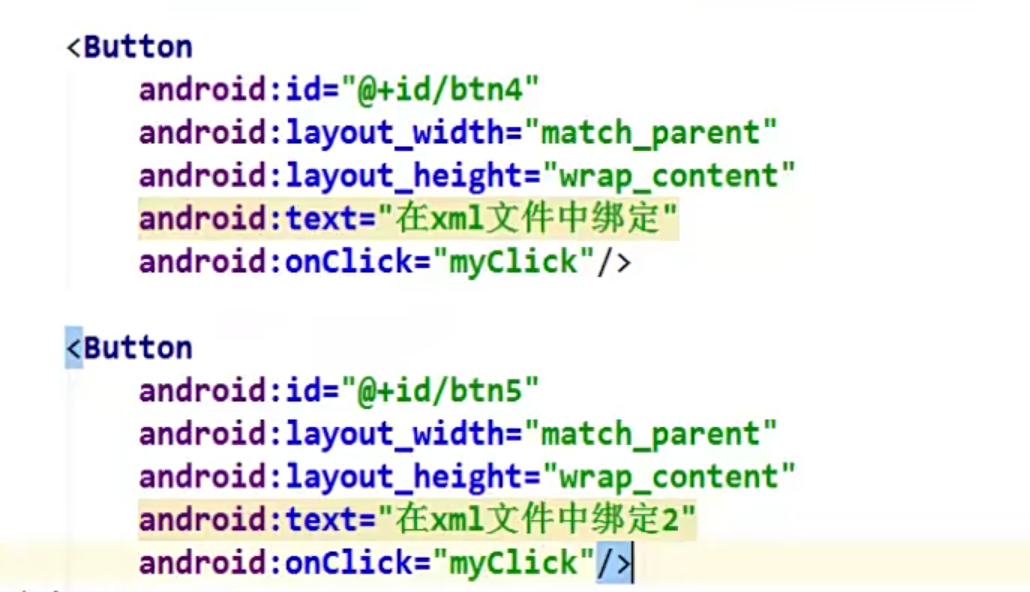 <Button
android:id="@+id/btn4"
android:layout_width="match_parent"
android:layout_height="wrap_content"
android:text="在xml文件中绑定"
android:onClick="myClick"/>
<Button
android:id="@+id/btn5"
android:layout_width="match_parent"
android:layout_height="wrap_content"
android:text="在xml文件中绑定2"
android:onClick="myClick"/>